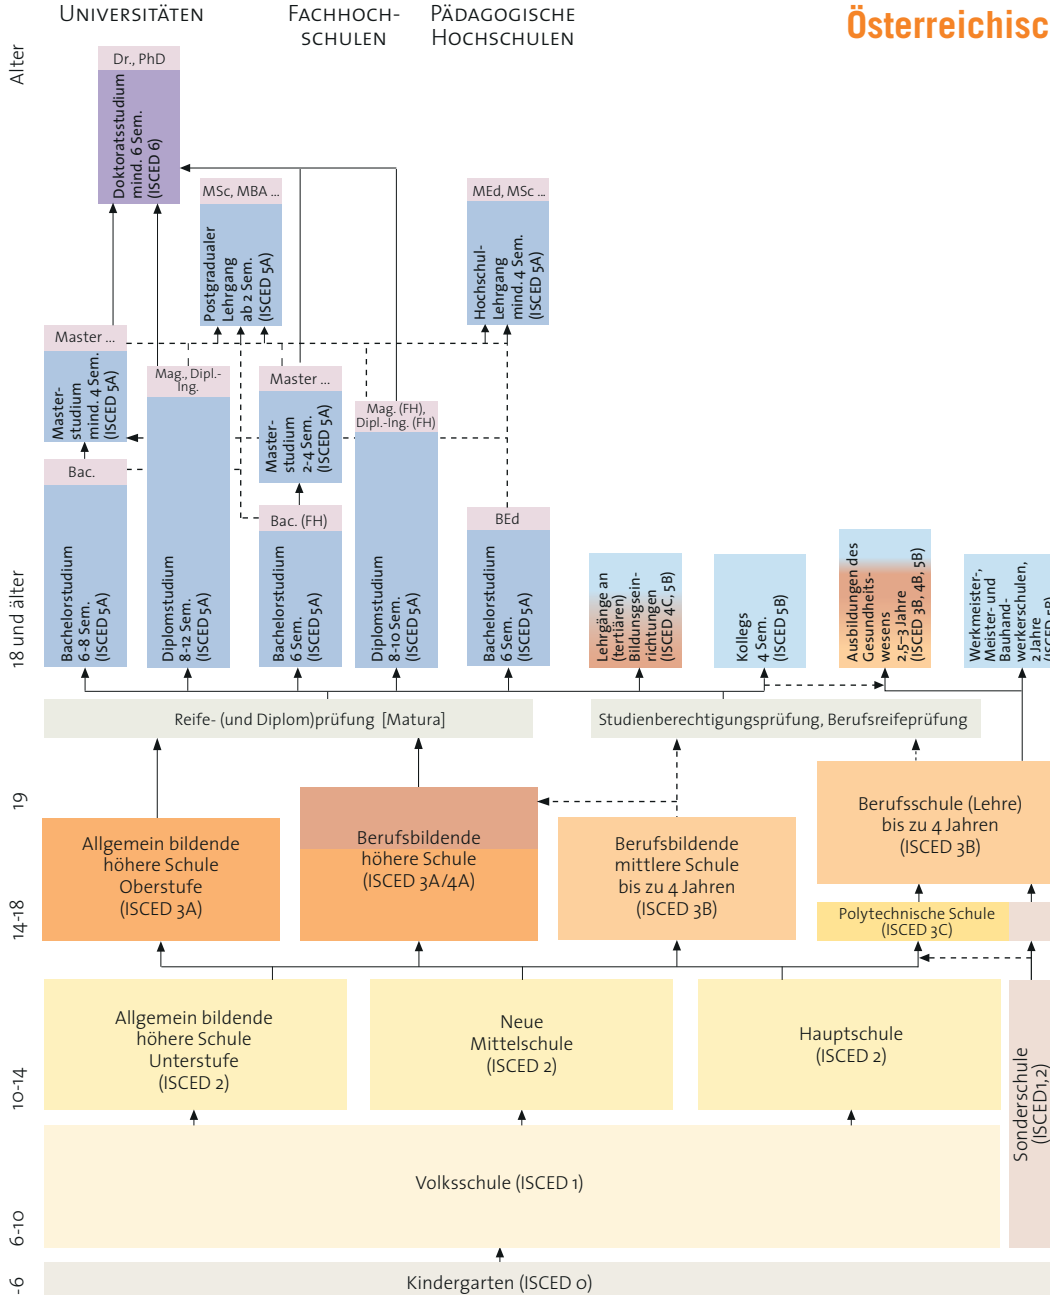 Österreichisc
Universitäten
Fachhoch-
schulen
Pädagogische
Hochschulen
Alter
Dr., PhD
Doktoratsstudium
mind. 6 Sem.
(ISCED 6)
MSc, MBA ...
Postgradualer
Lehrgang
ab 2 Sem.
(ISCED 5A)
MEd, MSc ...
Hochschul-
Lehrgang
mind. 4 Sem.
(ISCED 5A)
Master ...
Master-
studium
mind. 4 Sem.
(ISCED 5A)
Mag., Dipl.-
Ing.
Master ...
Master-
studium
2-4 Sem.
(ISCED 5A)
Mag. (FH),
Dipl.-Ing. (FH)
Bac.
Bac. (FH)
BEd
18 und älter
Bachelorstudium
6-8 Sem.
(ISCED 5A)
Diplomstudium
8-12 Sem.
(ISCED 5A)
Bachelorstudium
6 Sem.
(ISCED 5A)
Diplomstudium
8-10 Sem.
(ISCED 5A)
Bachelorstudium
6 Sem.
(ISCED 5A)
Lehrgänge an
(tertiären)
Bildunsgsein-
richtungen
(ISCED 4C, 5B)
Kollegs
4 Sem.
(ISCED 5B)
Ausbildungen des
Gesundheits-
wesens
2,5–3 Jahre
(ISCED 3B, 4B, 5B)
Werkmeister-,
Meister- und
Bauhand-
werkerschulen,
2 Jahre
Reife- (und Diplom)prüfung [Matura]
Studienberechtigungsprüfung, Berufsreifeprüfung
19
14-18
Allgemein bildende
höhere Schule
Oberstufe
(ISCED 3A)
Berufsbildende
höhere Schule
(ISCED 3A/4A)
Berufsbildende
mittlere Schule
bis zu 4 Jahren
(ISCED 3B)
Berufsschule (Lehre)
bis zu 4 Jahren
(ISCED 3B)
Polytechnische Schule
(ISCED 3C)
10-14
Allgemein bildende
höhere Schule
Unterstufe
(ISCED 2)
Neue
Mittelschule
(ISCED 2)
Hauptschule
(ISCED 2)
Sonderschule
(ISCED1,2)
6-10
Volksschule (ISCED 1)
-6
Kindergarten (ISCED 0)